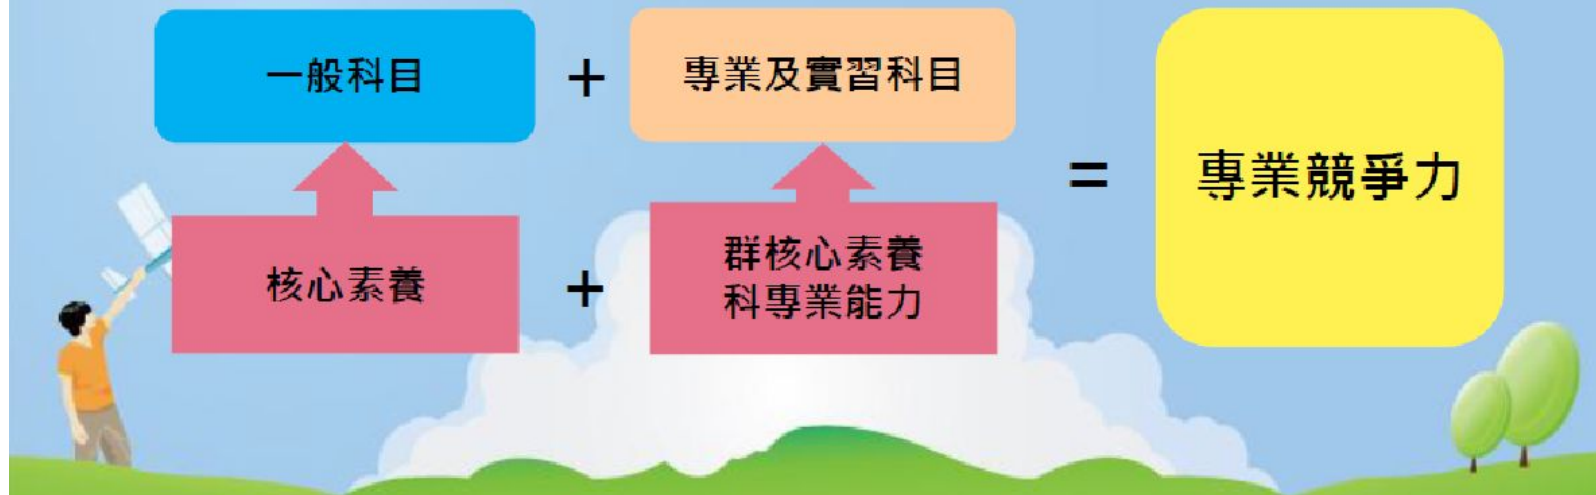 一般科目
+
專業及實習科目
=
專業競爭力
核心素養
+
群核心素養
科專業能力